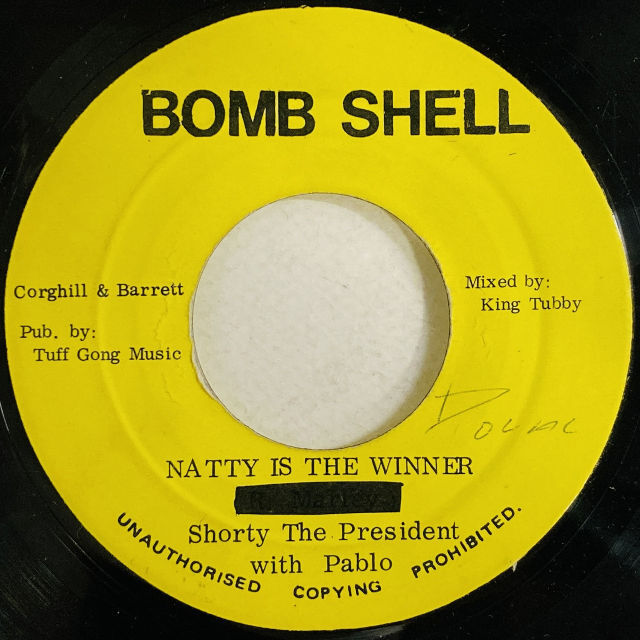 BOMB SHELL
Corghill & Barrett
Pub. by:
Tuff Gong Music
Mixed by:
King Tubby
NATTY IS THE WINNER
Shorty The President
with Pablo
UNAUTHORISED COPYING PROHIBITED.